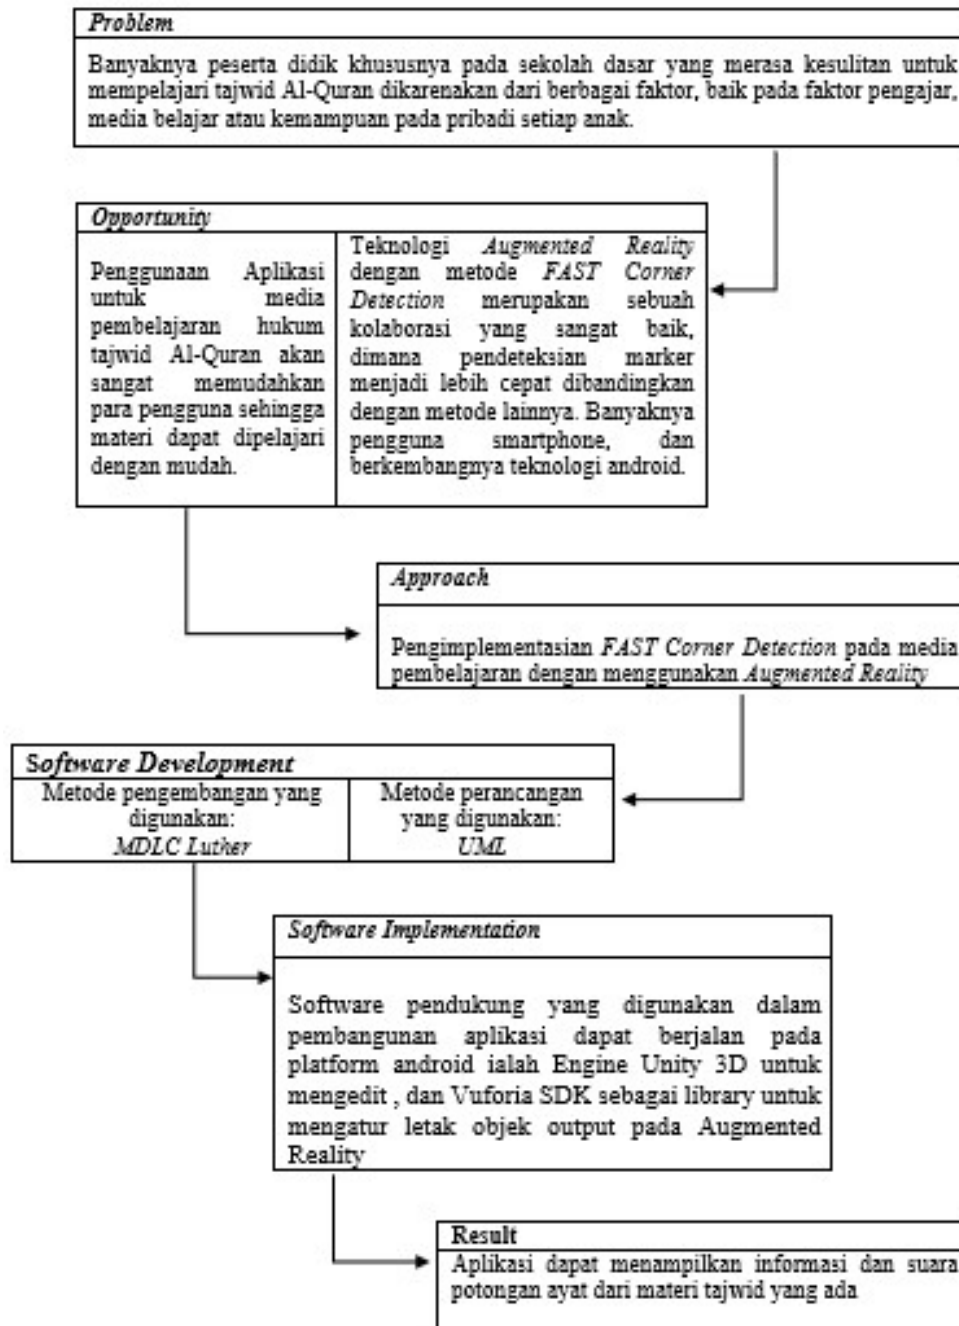 Problem
Banyaknya peserta didik khususnya pada sekolah dasar yang merasa kesulitan untuk
mempelajari tajwid Al-Quran dikarenakan dari berbagai faktor, baik pada faktor pengajar,
media belajar atau kemampuan pada pribadi setiap anak.
Opportunity
Penggunaan Aplikasi
untuk media
pembelajaran hukum
tajwid Al-Quran akan
sangat memudahkan
para pengguna sehingga
materi dapat dipelajari
dengan mudah.
Teknologi Augmented Reality
dengan metode FAST Corner
Detection merupakan sebuah
kolaborasi yang sangat baik,
dimana pendeteksian marker
menjadi lebih cepat dibandingkan
dengan metode lainnya. Banyaknya
pengguna smartphone, dan
berkembangnya teknologi android.
Approach
Pengimplementasian FAST Corner Detection pada media
pembelajaran dengan menggunakan Augmented Reality
Software Development
Metode pengembangan yang
digunakan:
MDLC Luther
Metode perancangan
yang digunakan:
UML
Software Implementation
Software pendukung yang digunakan dalam
pembangunan aplikasi dapat berjalan pada
platform android ialah Engine Unity 3D untuk
mengedit , dan Vuforia SDK sebagai library untuk
mengatur letak objek output pada Augmented
Reality
Result
Aplikasi dapat menampilkan informasi dan suara
potongan ayat dari materi tajwid yang ada